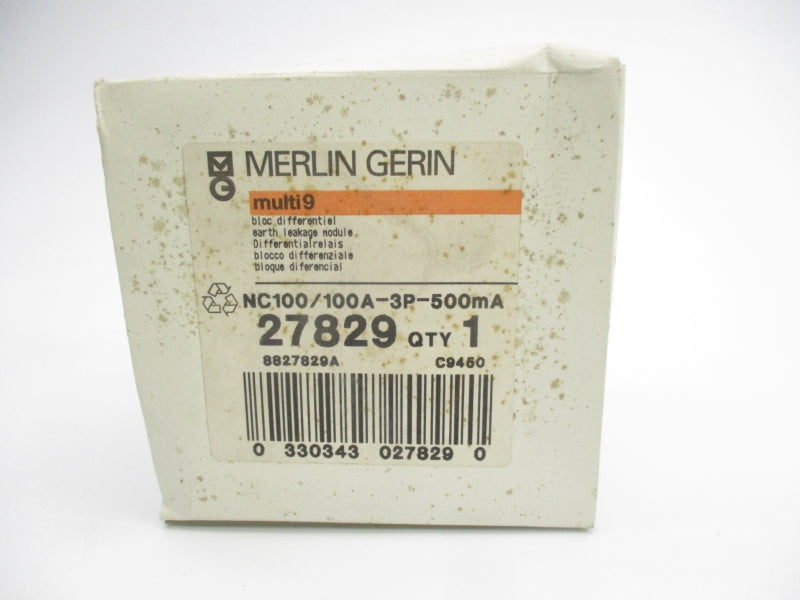 MG
MERLIN GERIN
multi9
bloc differentiel
earth leakage module
Differentialrelais
blocco differenziale
bloque diferencial
NC100/100A-3P-500mA
27829 QTY 1
8827829A C9450
0 330343 027829 0